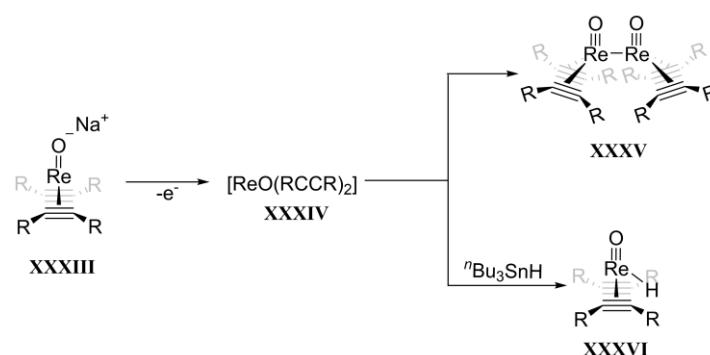 O O
Re Re
R R R R
R R R R
XXXV
O −Na⁺
Re
R R
R R
XXXIII
-e⁻
[ReO(RCCR)₂]
XXXIV
ⁿBu₃SnH
O
Re
R R
H
R R
XXXVI